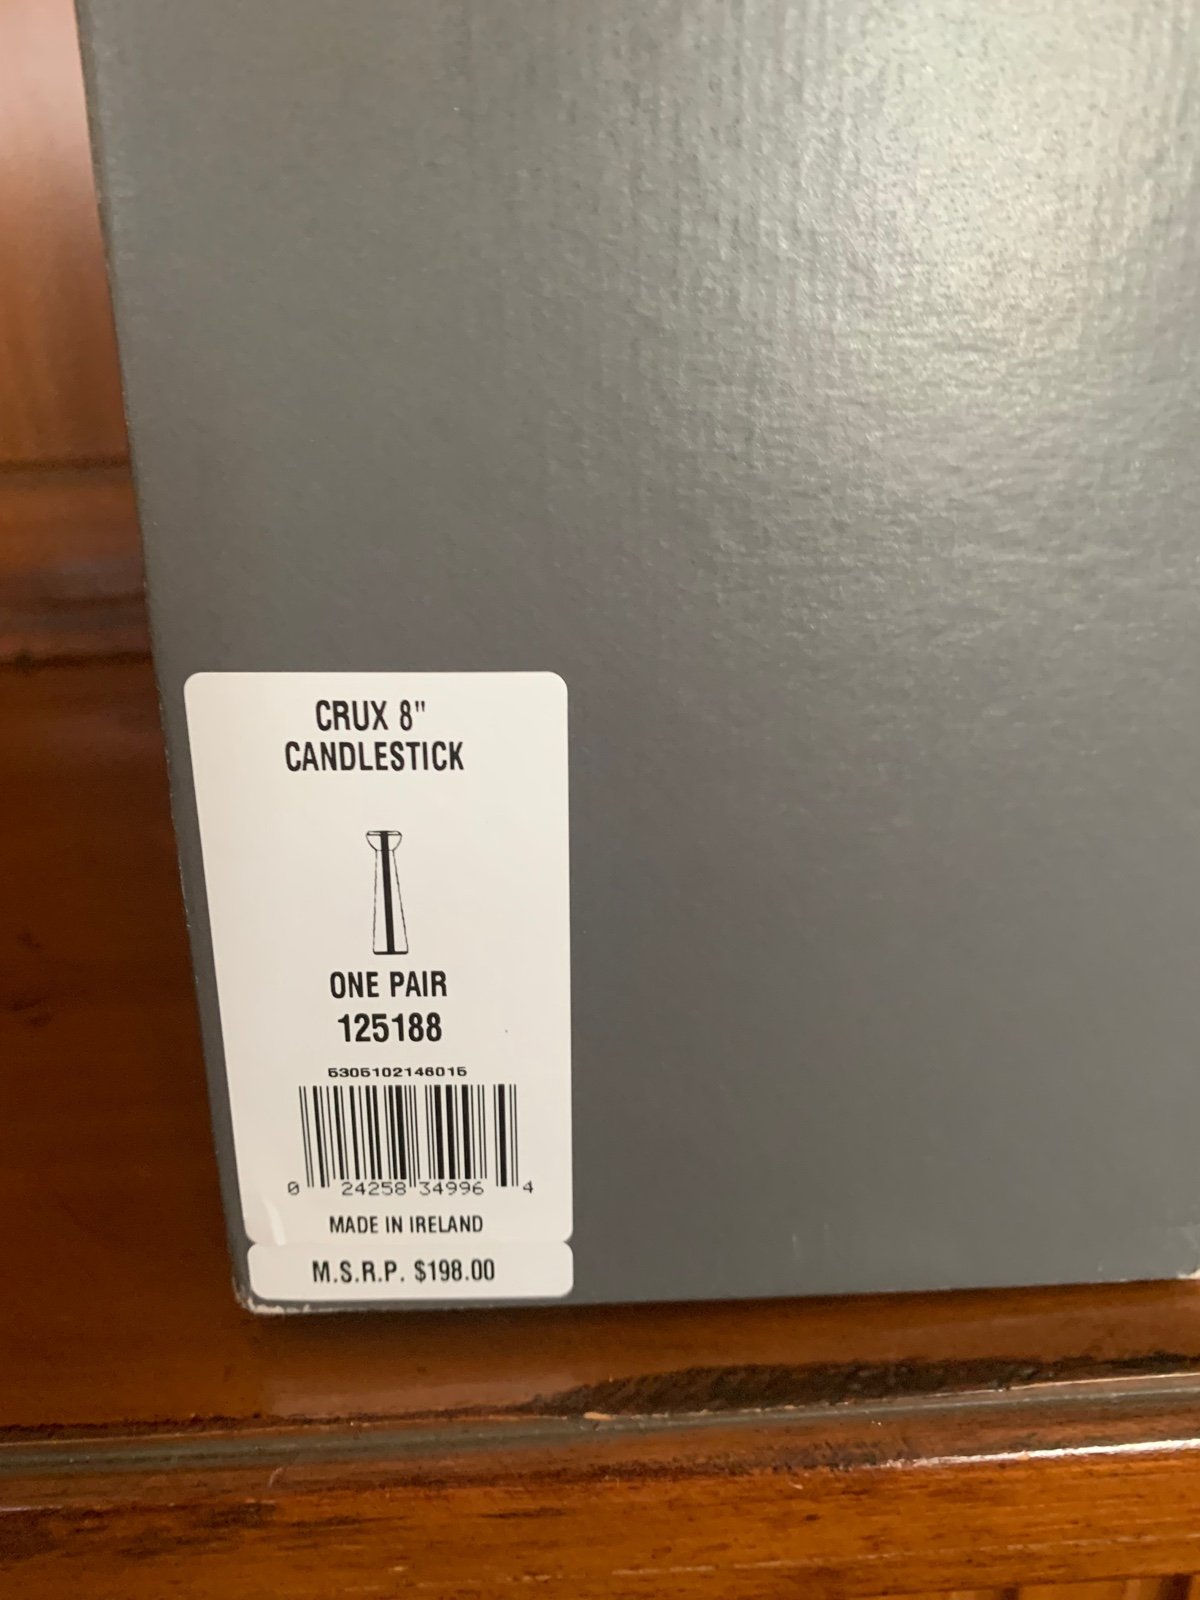 CRUX 8"
CANDLESTICK
ONE PAIR
125188
5305102146015
0 24258 34996 4
MADE IN IRELAND
M.S.R.P. $198.00